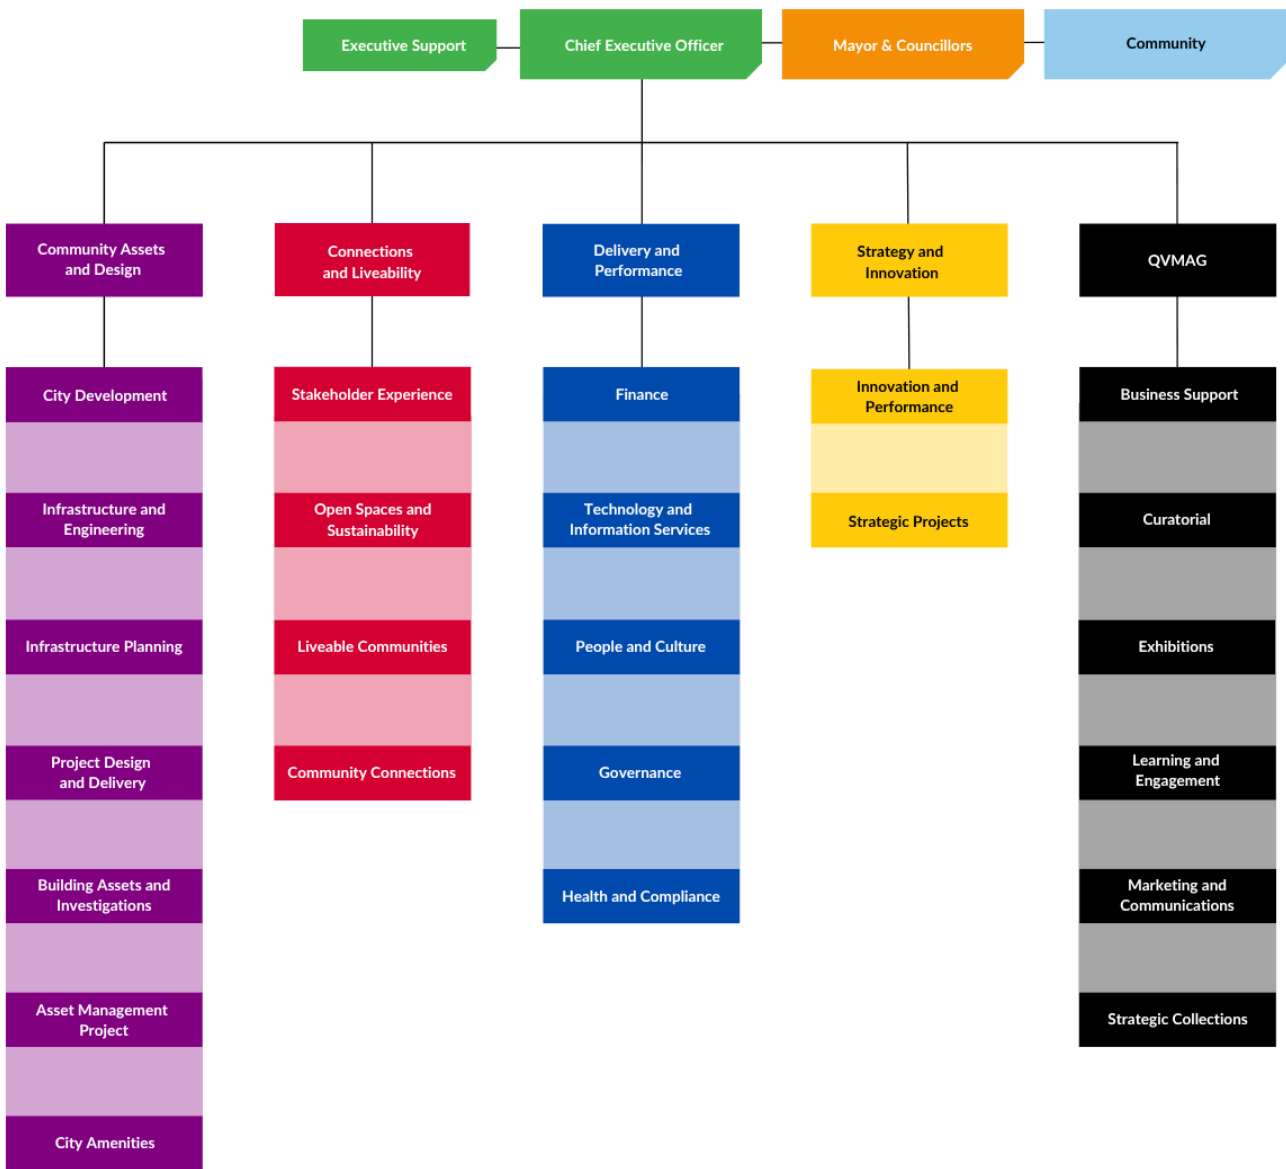 Executive Support
Chief Executive Officer
Mayor & Councillors
Community
Community Assets
and Design
Connections
and Liveability
Delivery and
Performance
Strategy and
Innovation
QVMAG
City Development
Infrastructure and
Engineering
Infrastructure Planning
Project Design
and Delivery
Building Assets and
Investigations
Asset Management
Project
City Amenities
Stakeholder Experience
Open Spaces and
Sustainability
Liveable Communities
Community Connections
Finance
Technology and
Information Services
People and Culture
Governance
Health and Compliance
Innovation and
Performance
Strategic Projects
Business Support
Curatorial
Exhibitions
Learning and
Engagement
Marketing and
Communications
Strategic Collections